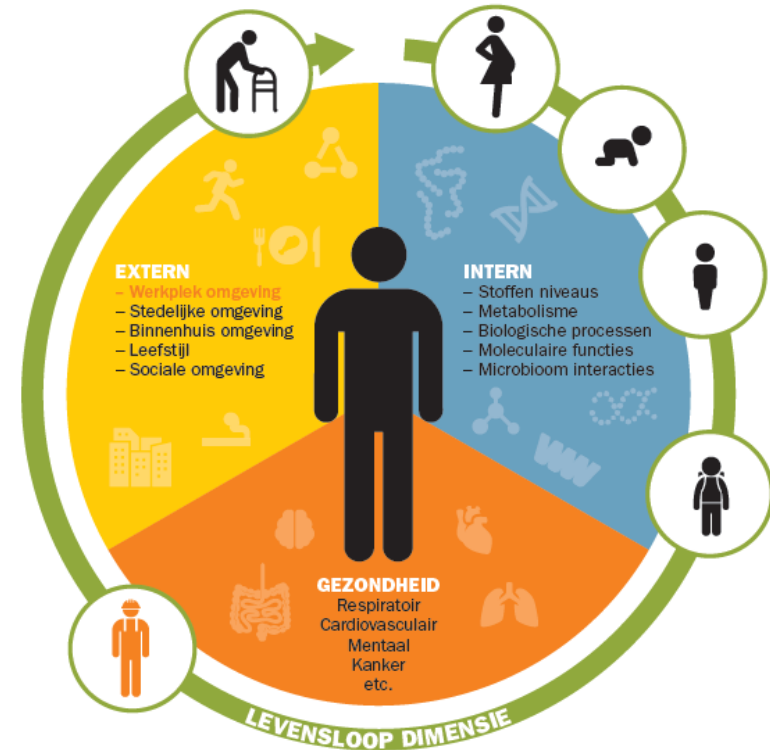 EXTERN
– Werkplek omgeving
– Stedelijke omgeving
– Binnenhuis omgeving
– Leefstijl
– Sociale omgeving
INTERN
– Stoffen niveaus
– Metabolisme
– Biologische processen
– Moleculaire functies
– Microbioom interacties
GEZONDHEID
Respiratoir
Cardiovasculair
Mentaal
Kanker
etc.
LEVENSLOOP DIMENSIE